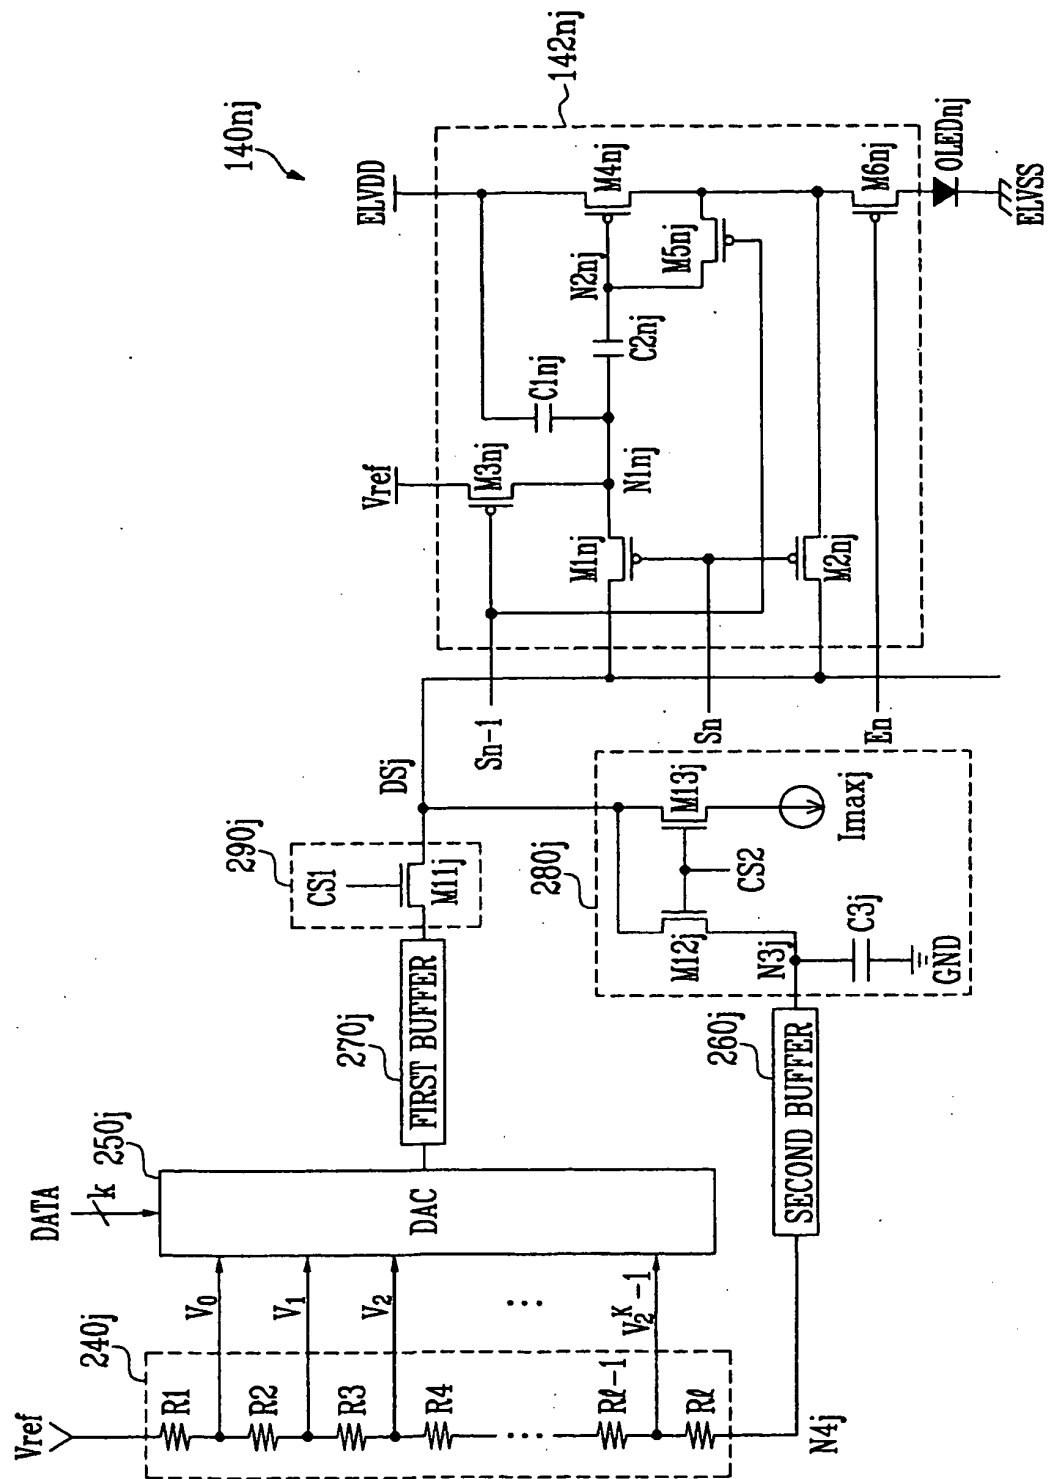 140nj
142nj
ELVDD
Vref
M3nj
C1nj
N2nj
M4nj
M1nj
N1nj
C2nj
M5nj
M2nj
M6nj
OLEDnj
ELVSS
Sn-1
Sn
En
DSj
290j
CS1
M11j
280j
M12j
M13j
CS2
Imaxj
N3j
C3j
GND
270j
FIRST BUFFER
260j
SECOND BUFFER
DATA
k
250j
DAC
V0
V1
V2
...
V2^K-1
240j
Vref
R1
R2
R3
R4
...
Rℓ-1
Rℓ
N4j